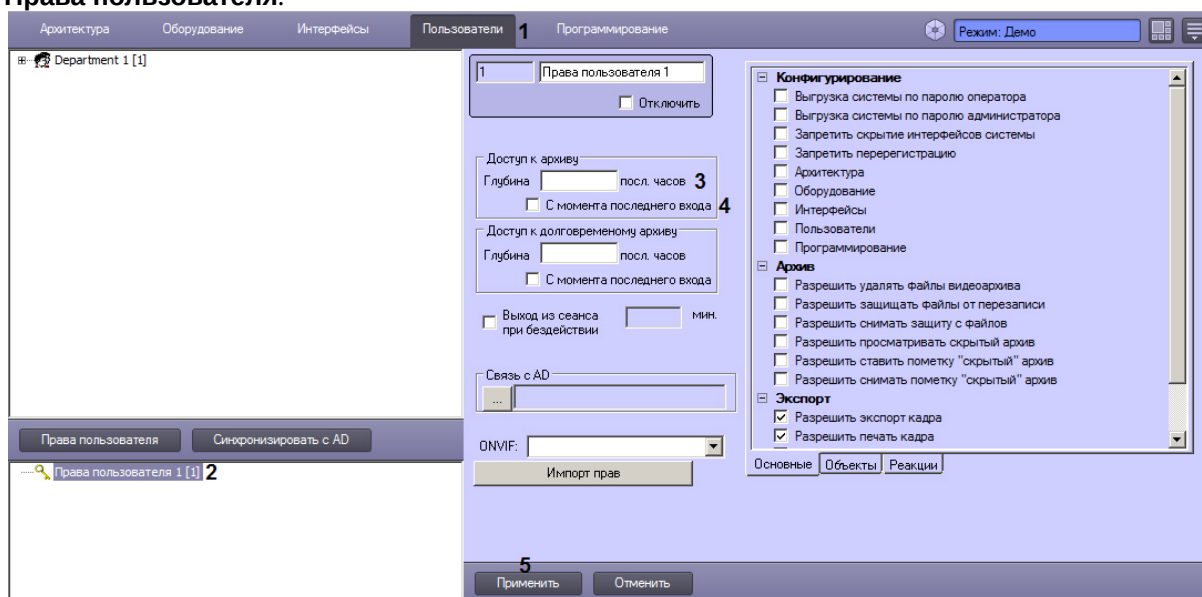 Права пользователя.
Архитектура Оборудование Интерфейсы Пользователи 1 Программирование Режим: Демо
Department 1 [1]
1 Права пользователя 1
Отключить
Доступ к архиву
Глубина посл. часов 3
С момента последнего входа 4
Доступ к долговременому архиву
Глубина посл. часов
С момента последнего входа
Выход из сеанса мин.
при бездействии
Связь с AD
...
ONVIF:
Импорт прав
Конфигурирование
Выгрузка системы по паролю оператора
Выгрузка системы по паролю администратора
Запретить скрытие интерфейсов системы
Запретить перерегистрацию
Архитектура
Оборудование
Интерфейсы
Пользователи
Программирование
Архив
Разрешить удалять файлы видеоархива
Разрешить защищать файлы от перезаписи
Разрешить снимать защиту с файлов
Разрешить просматривать скрытый архив
Разрешить ставить пометку "скрытый" архив
Разрешить снимать пометку "скрытый" архив
Экспорт
Разрешить экспорт кадра
Разрешить печать кадра
Основные Объекты Реакции
Права пользователя Синхронизировать с AD
Права пользователя 1 [1] 2
5
Применить Отменить